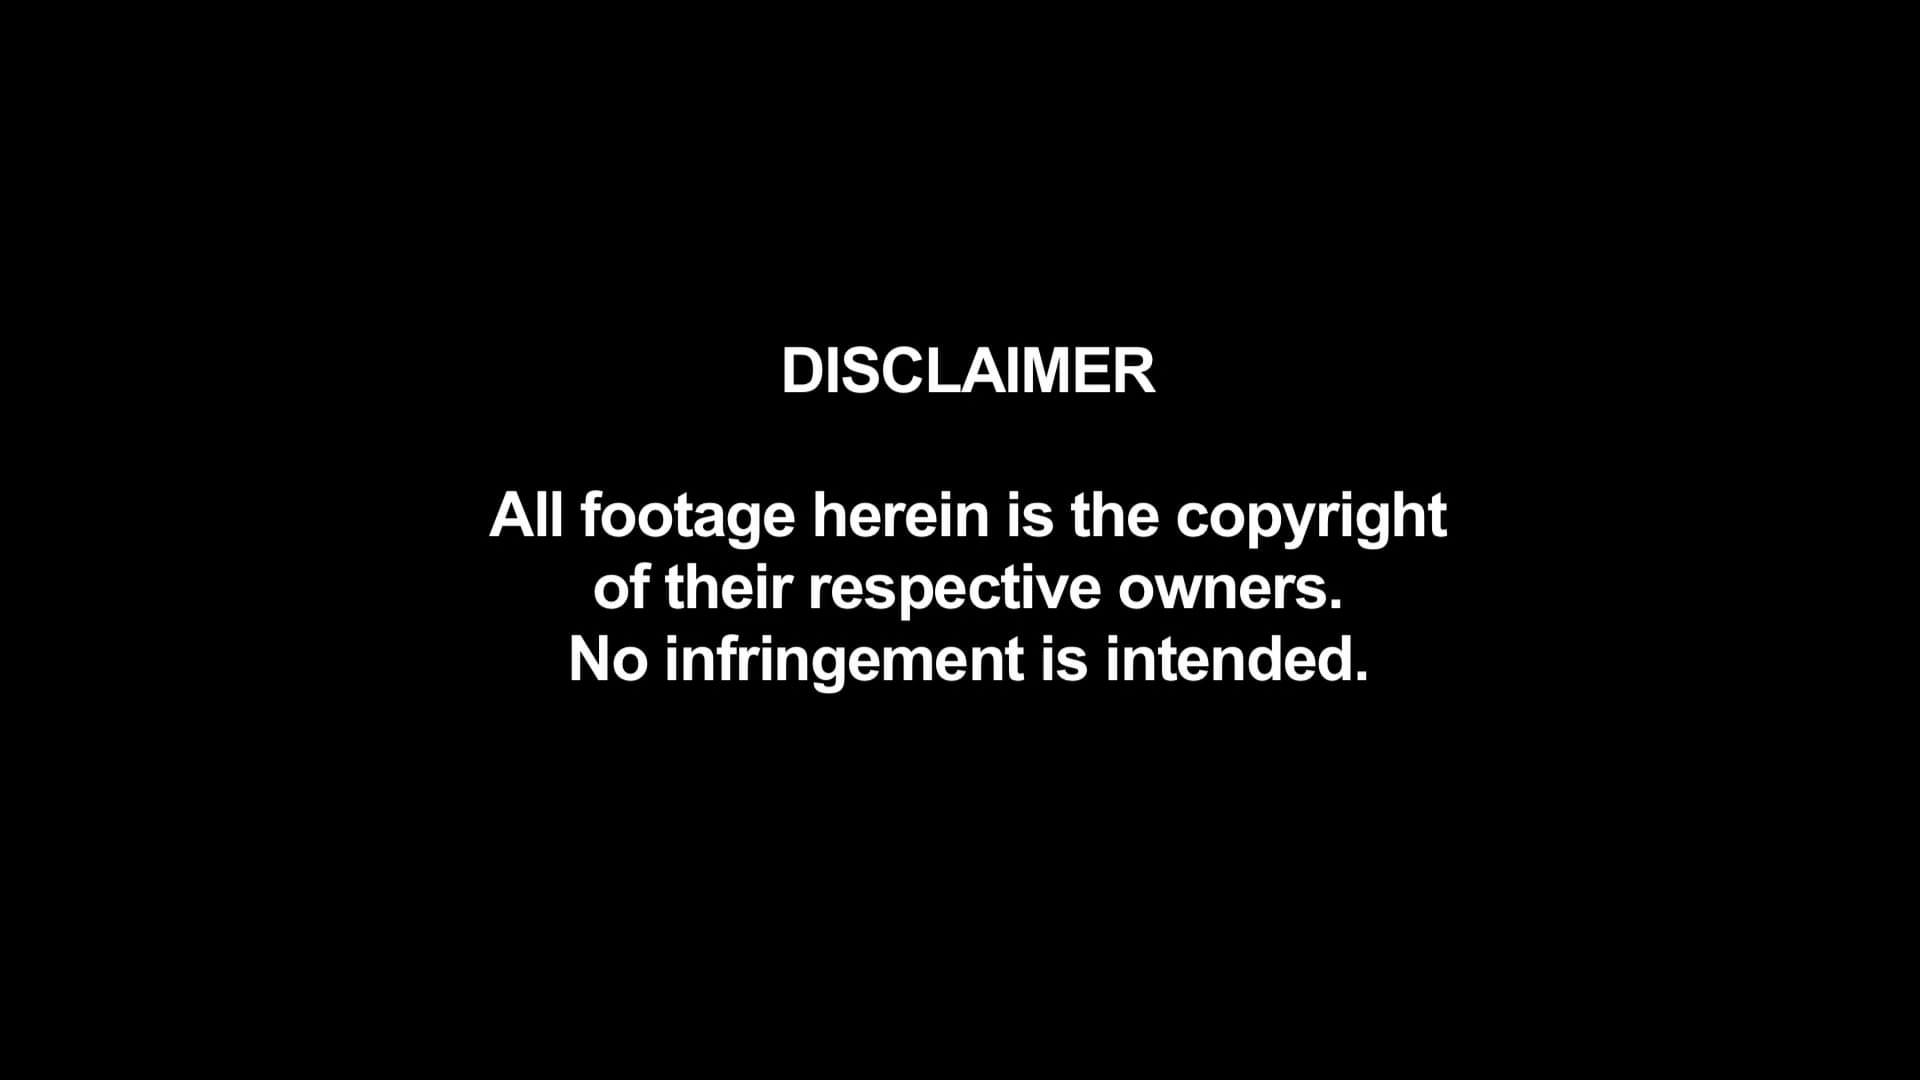 DISCLAIMER
All footage herein is the copyright
of their respective owners.
No infringement is intended.